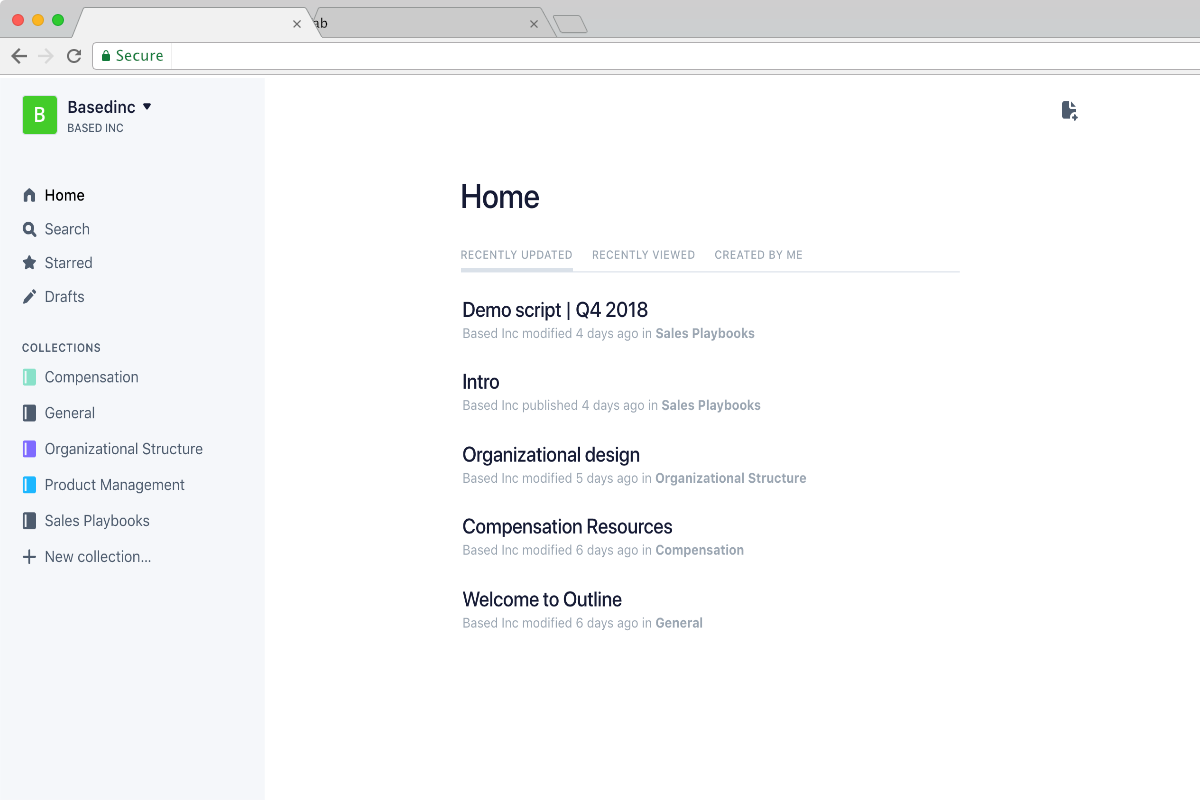 ab
Secure
B
Basedinc
BASED INC
Home
Search
Starred
Drafts
COLLECTIONS
Compensation
General
Organizational Structure
Product Management
Sales Playbooks
New collection...
Home
RECENTLY UPDATED RECENTLY VIEWED CREATED BY ME
Demo script | Q4 2018
Based Inc modified 4 days ago in Sales Playbooks
Intro
Based Inc published 4 days ago in Sales Playbooks
Organizational design
Based Inc modified 5 days ago in Organizational Structure
Compensation Resources
Based Inc modified 6 days ago in Compensation
Welcome to Outline
Based Inc modified 6 days ago in General